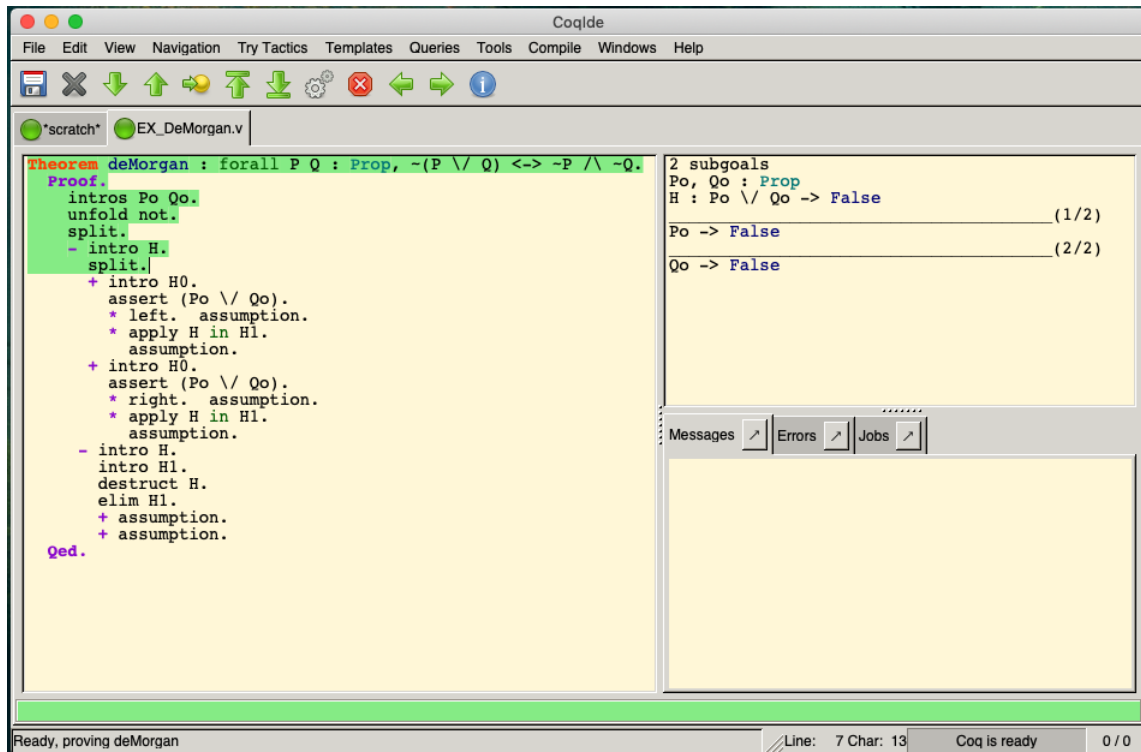 CoqIde
File Edit View Navigation Try Tactics Templates Queries Tools Compile Windows Help
*scratch* EX_DeMorgan.v
Theorem deMorgan : forall P Q : Prop, ~(P \/ Q) <-> ~P /\ ~Q.
Proof.
intros Po Qo.
unfold not.
split.
- intro H.
split.
+ intro H0.
assert (Po \/ Qo).
* left.  assumption.
* apply H in H1.
assumption.
+ intro H0.
assert (Po \/ Qo).
* right.  assumption.
* apply H in H1.
assumption.
- intro H.
intro H1.
destruct H.
elim H1.
+ assumption.
+ assumption.
Qed.
2 subgoals
Po, Qo : Prop
H : Po \/ Qo -> False
(1/2)
Po -> False
(2/2)
Qo -> False
Messages Errors Jobs
Ready, proving deMorgan
Line: 7 Char: 13
Coq is ready
0 / 0